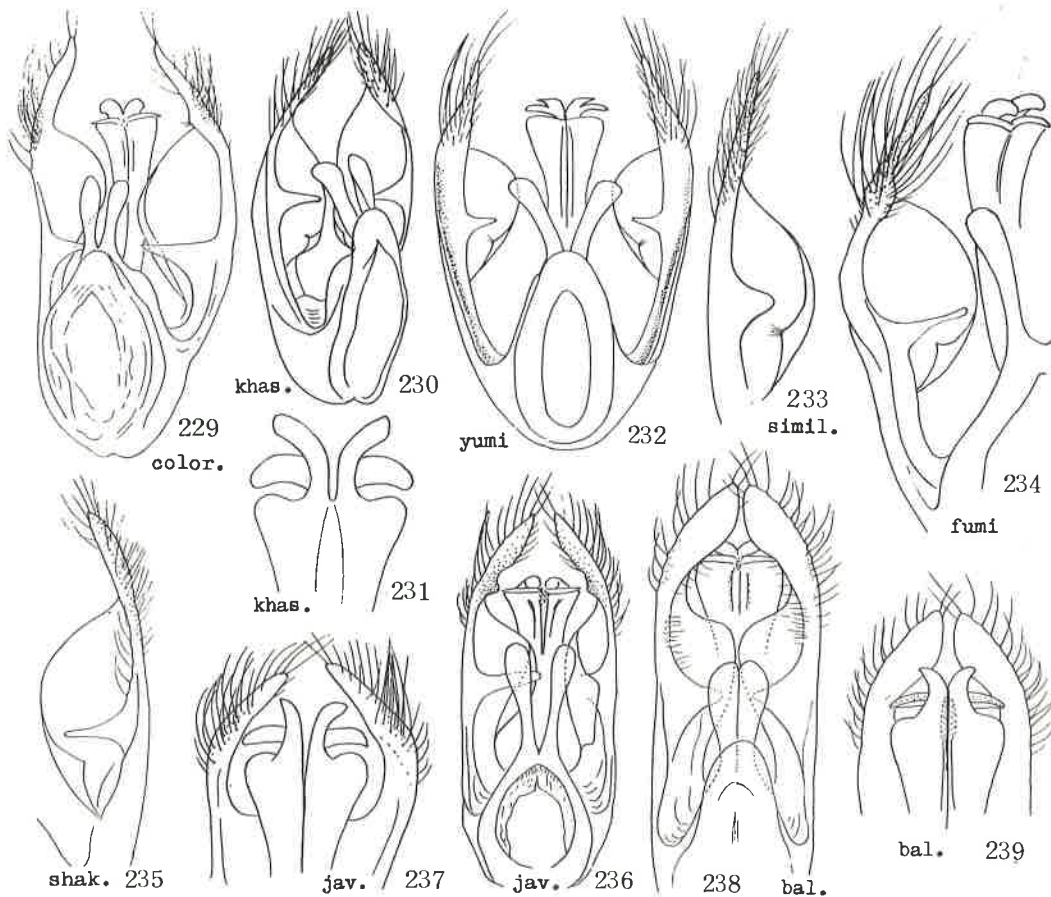 229
color.
khas.
230
yumi
232
233
simil.
234
fumi
khas.
231
shak. 235
jav.
237
jav.
236
238
bal.
bal.
239